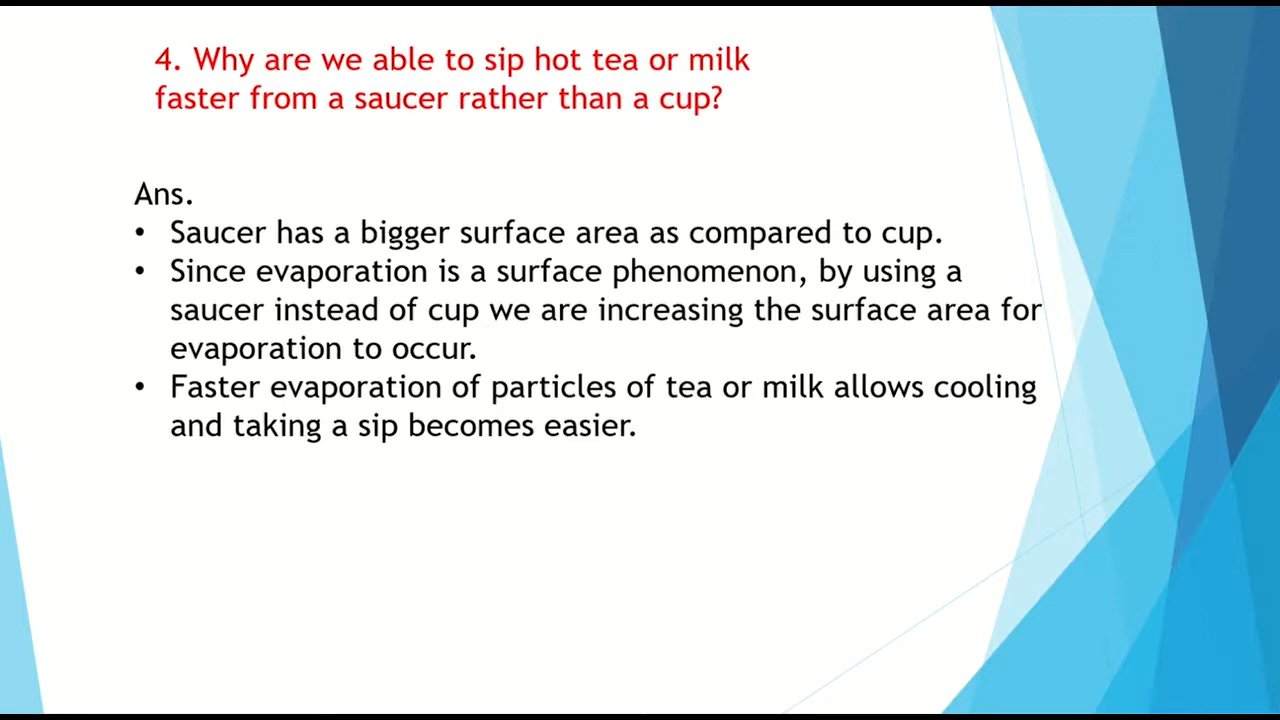 4. Why are we able to sip hot tea or milk
faster from a saucer rather than a cup?
Ans.
• Saucer has a bigger surface area as compared to cup.
• Since evaporation is a surface phenomenon, by using a
saucer instead of cup we are increasing the surface area for
evaporation to occur.
• Faster evaporation of particles of tea or milk allows cooling
and taking a sip becomes easier.